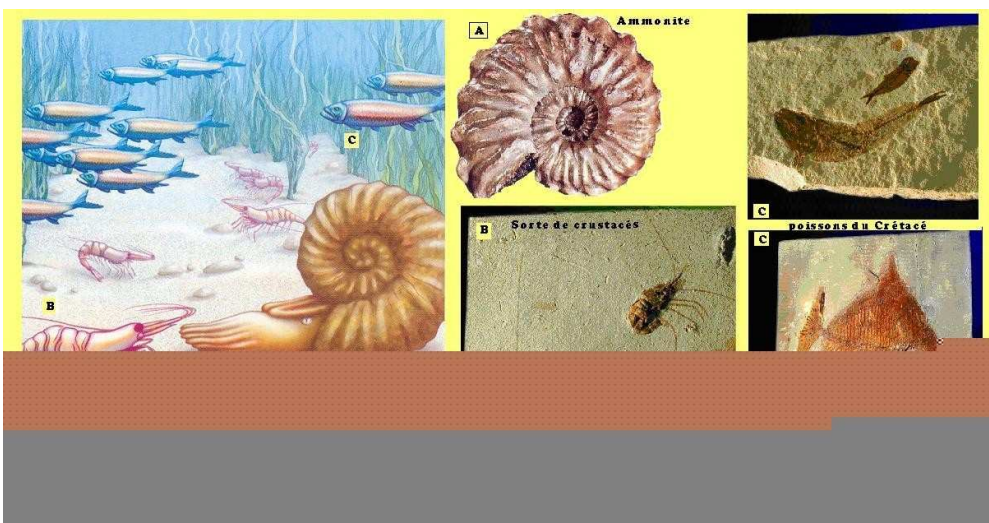 A
Ammonite
C
B
B
Sorte de crustacés
C
poissons du Crétacé
C